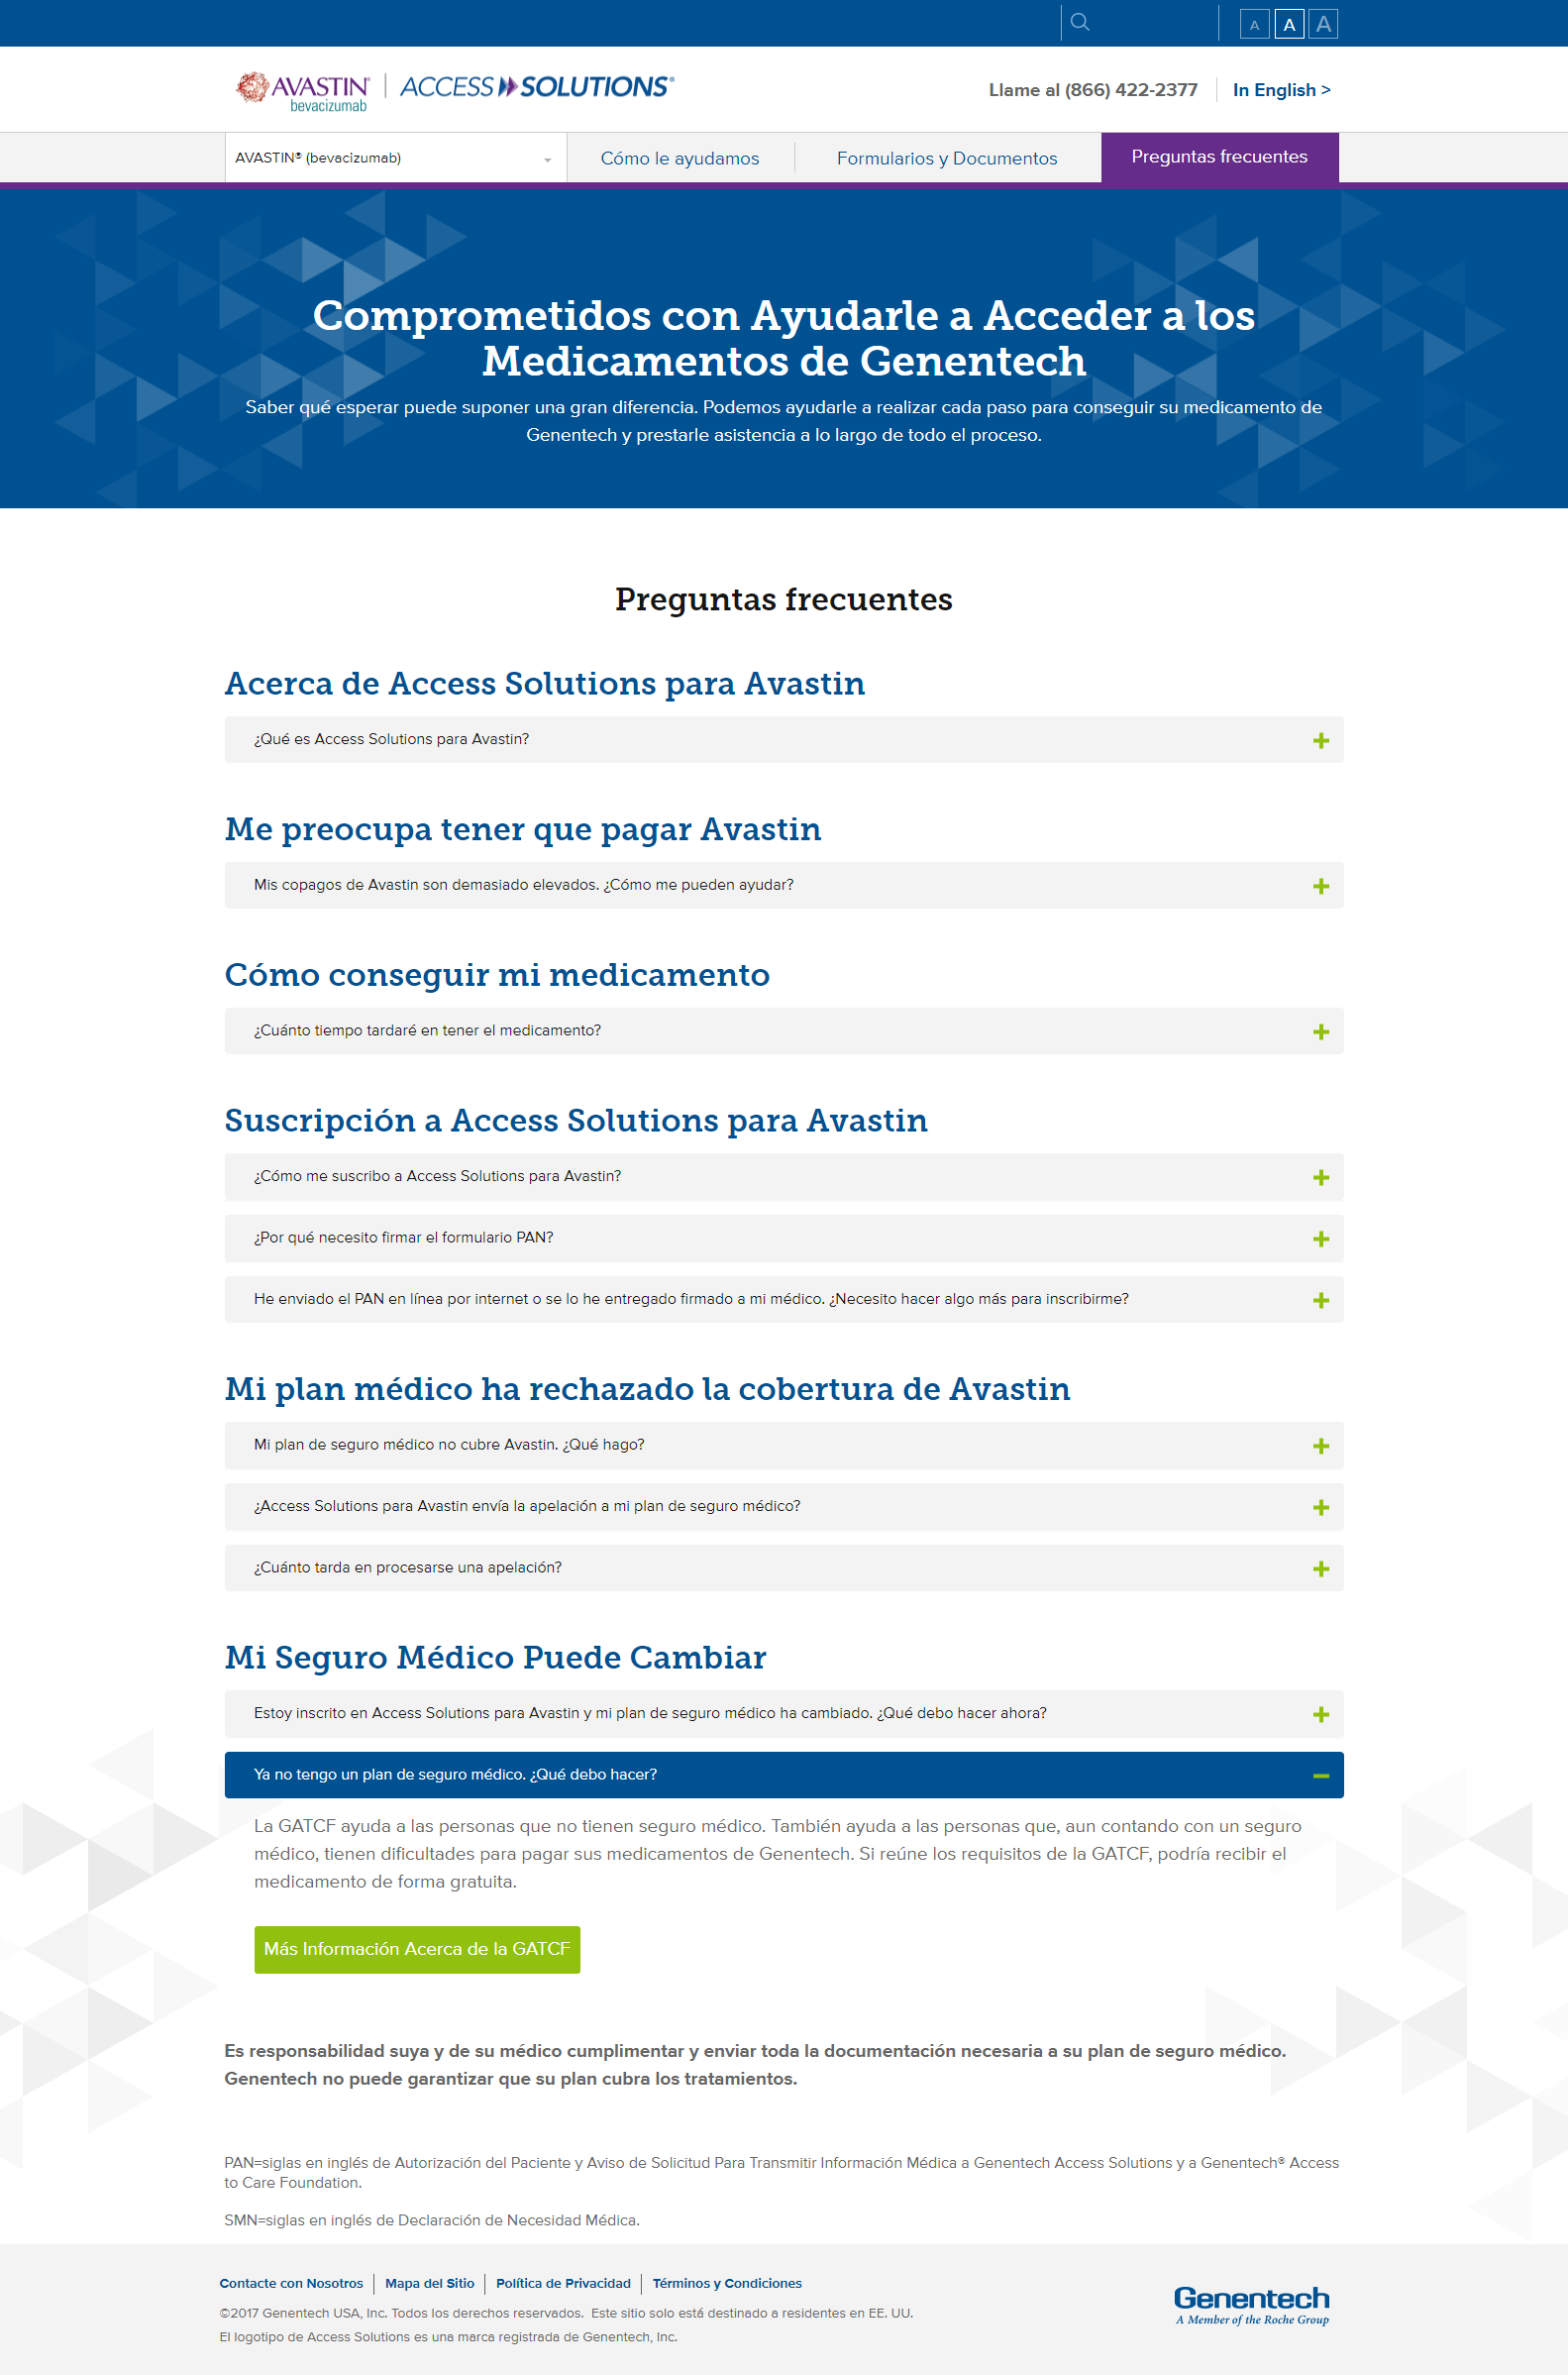 A A A
AVASTIN® | ACCESS SOLUTIONS®
bevacizumab
Llame al (866) 422-2377
In English >
AVASTIN® (bevacizumab)
Cómo le ayudamos
Formularios y Documentos
Preguntas frecuentes
Comprometidos con Ayudarle a Acceder a los
Medicamentos de Genentech
Saber qué esperar puede suponer una gran diferencia. Podemos ayudarle a realizar cada paso para conseguir su medicamento de
Genentech y prestarle asistencia a lo largo de todo el proceso.
Preguntas frecuentes
Acerca de Access Solutions para Avastin
¿Qué es Access Solutions para Avastin?
Me preocupa tener que pagar Avastin
Mis copagos de Avastin son demasiado elevados. ¿Cómo me pueden ayudar?
Cómo conseguir mi medicamento
¿Cuánto tiempo tardaré en tener el medicamento?
Suscripción a Access Solutions para Avastin
¿Cómo me suscribo a Access Solutions para Avastin?
¿Por qué necesito firmar el formulario PAN?
He enviado el PAN en línea por internet o se lo he entregado firmado a mi médico. ¿Necesito hacer algo más para inscribirme?
Mi plan médico ha rechazado la cobertura de Avastin
Mi plan de seguro médico no cubre Avastin. ¿Qué hago?
¿Access Solutions para Avastin envía la apelación a mi plan de seguro médico?
¿Cuánto tarda en procesarse una apelación?
Mi Seguro Médico Puede Cambiar
Estoy inscrito en Access Solutions para Avastin y mi plan de seguro médico ha cambiado. ¿Qué debo hacer ahora?
Ya no tengo un plan de seguro médico. ¿Qué debo hacer?
La GATCF ayuda a las personas que no tienen seguro médico. También ayuda a las personas que, aun contando con un seguro
médico, tienen dificultades para pagar sus medicamentos de Genentech. Si reúne los requisitos de la GATCF, podría recibir el
medicamento de forma gratuita.
Más Información Acerca de la GATCF
Es responsabilidad suya y de su médico cumplimentar y enviar toda la documentación necesaria a su plan de seguro médico.
Genentech no puede garantizar que su plan cubra los tratamientos.
PAN=siglas en inglés de Autorización del Paciente y Aviso de Solicitud Para Transmitir Información Médica a Genentech Access Solutions y a Genentech® Access
to Care Foundation.
SMN=siglas en inglés de Declaración de Necesidad Médica.
Contacte con Nosotros | Mapa del Sitio | Política de Privacidad | Términos y Condiciones
©2017 Genentech USA, Inc. Todos los derechos reservados. Este sitio solo está destinado a residentes en EE. UU.
El logotipo de Access Solutions es una marca registrada de Genentech, Inc.
Genentech
A Member of the Roche Group